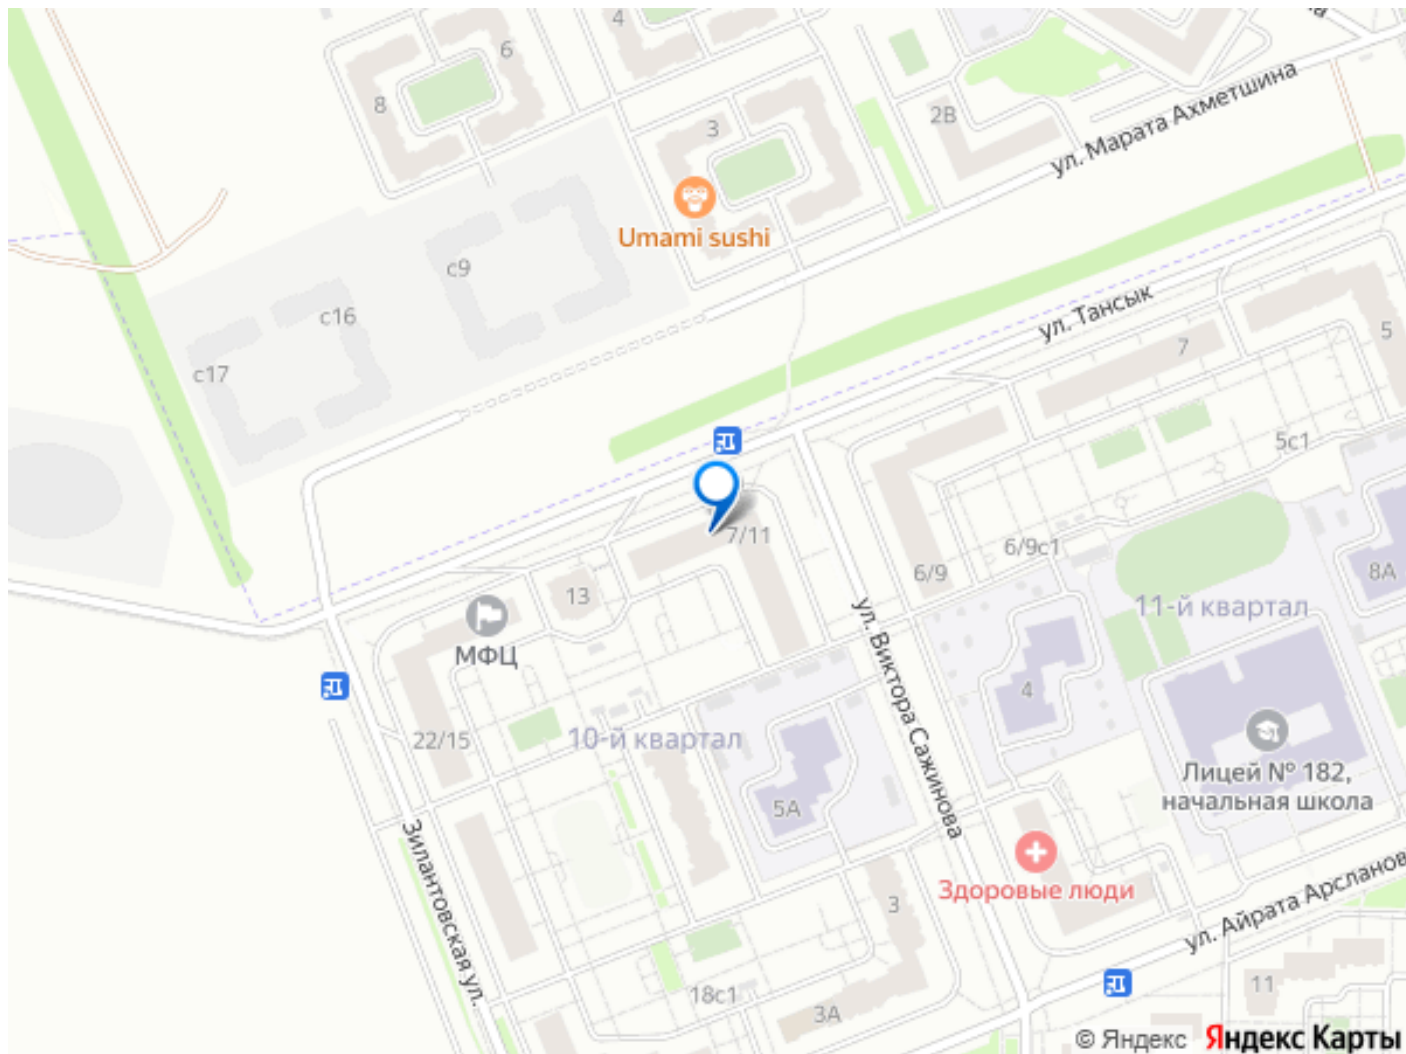 4
6
8
3
2В
ул. Марата Ахметшина
Umami sushi
с9
с16
с17
ул. Тансык
5
7
5с1
7/11
6/9с1
6/9
8А
13
11-й квартал
МФЦ
ул. Виктора Сажинова
4
22/15
10-й квартал
5А
Лицей № 182,
начальная школа
Зилантовская ул.
Здоровые люди
3
ул. Айрата Арсланов
18с1
3А
11
© Яндекс Яндекс Карты